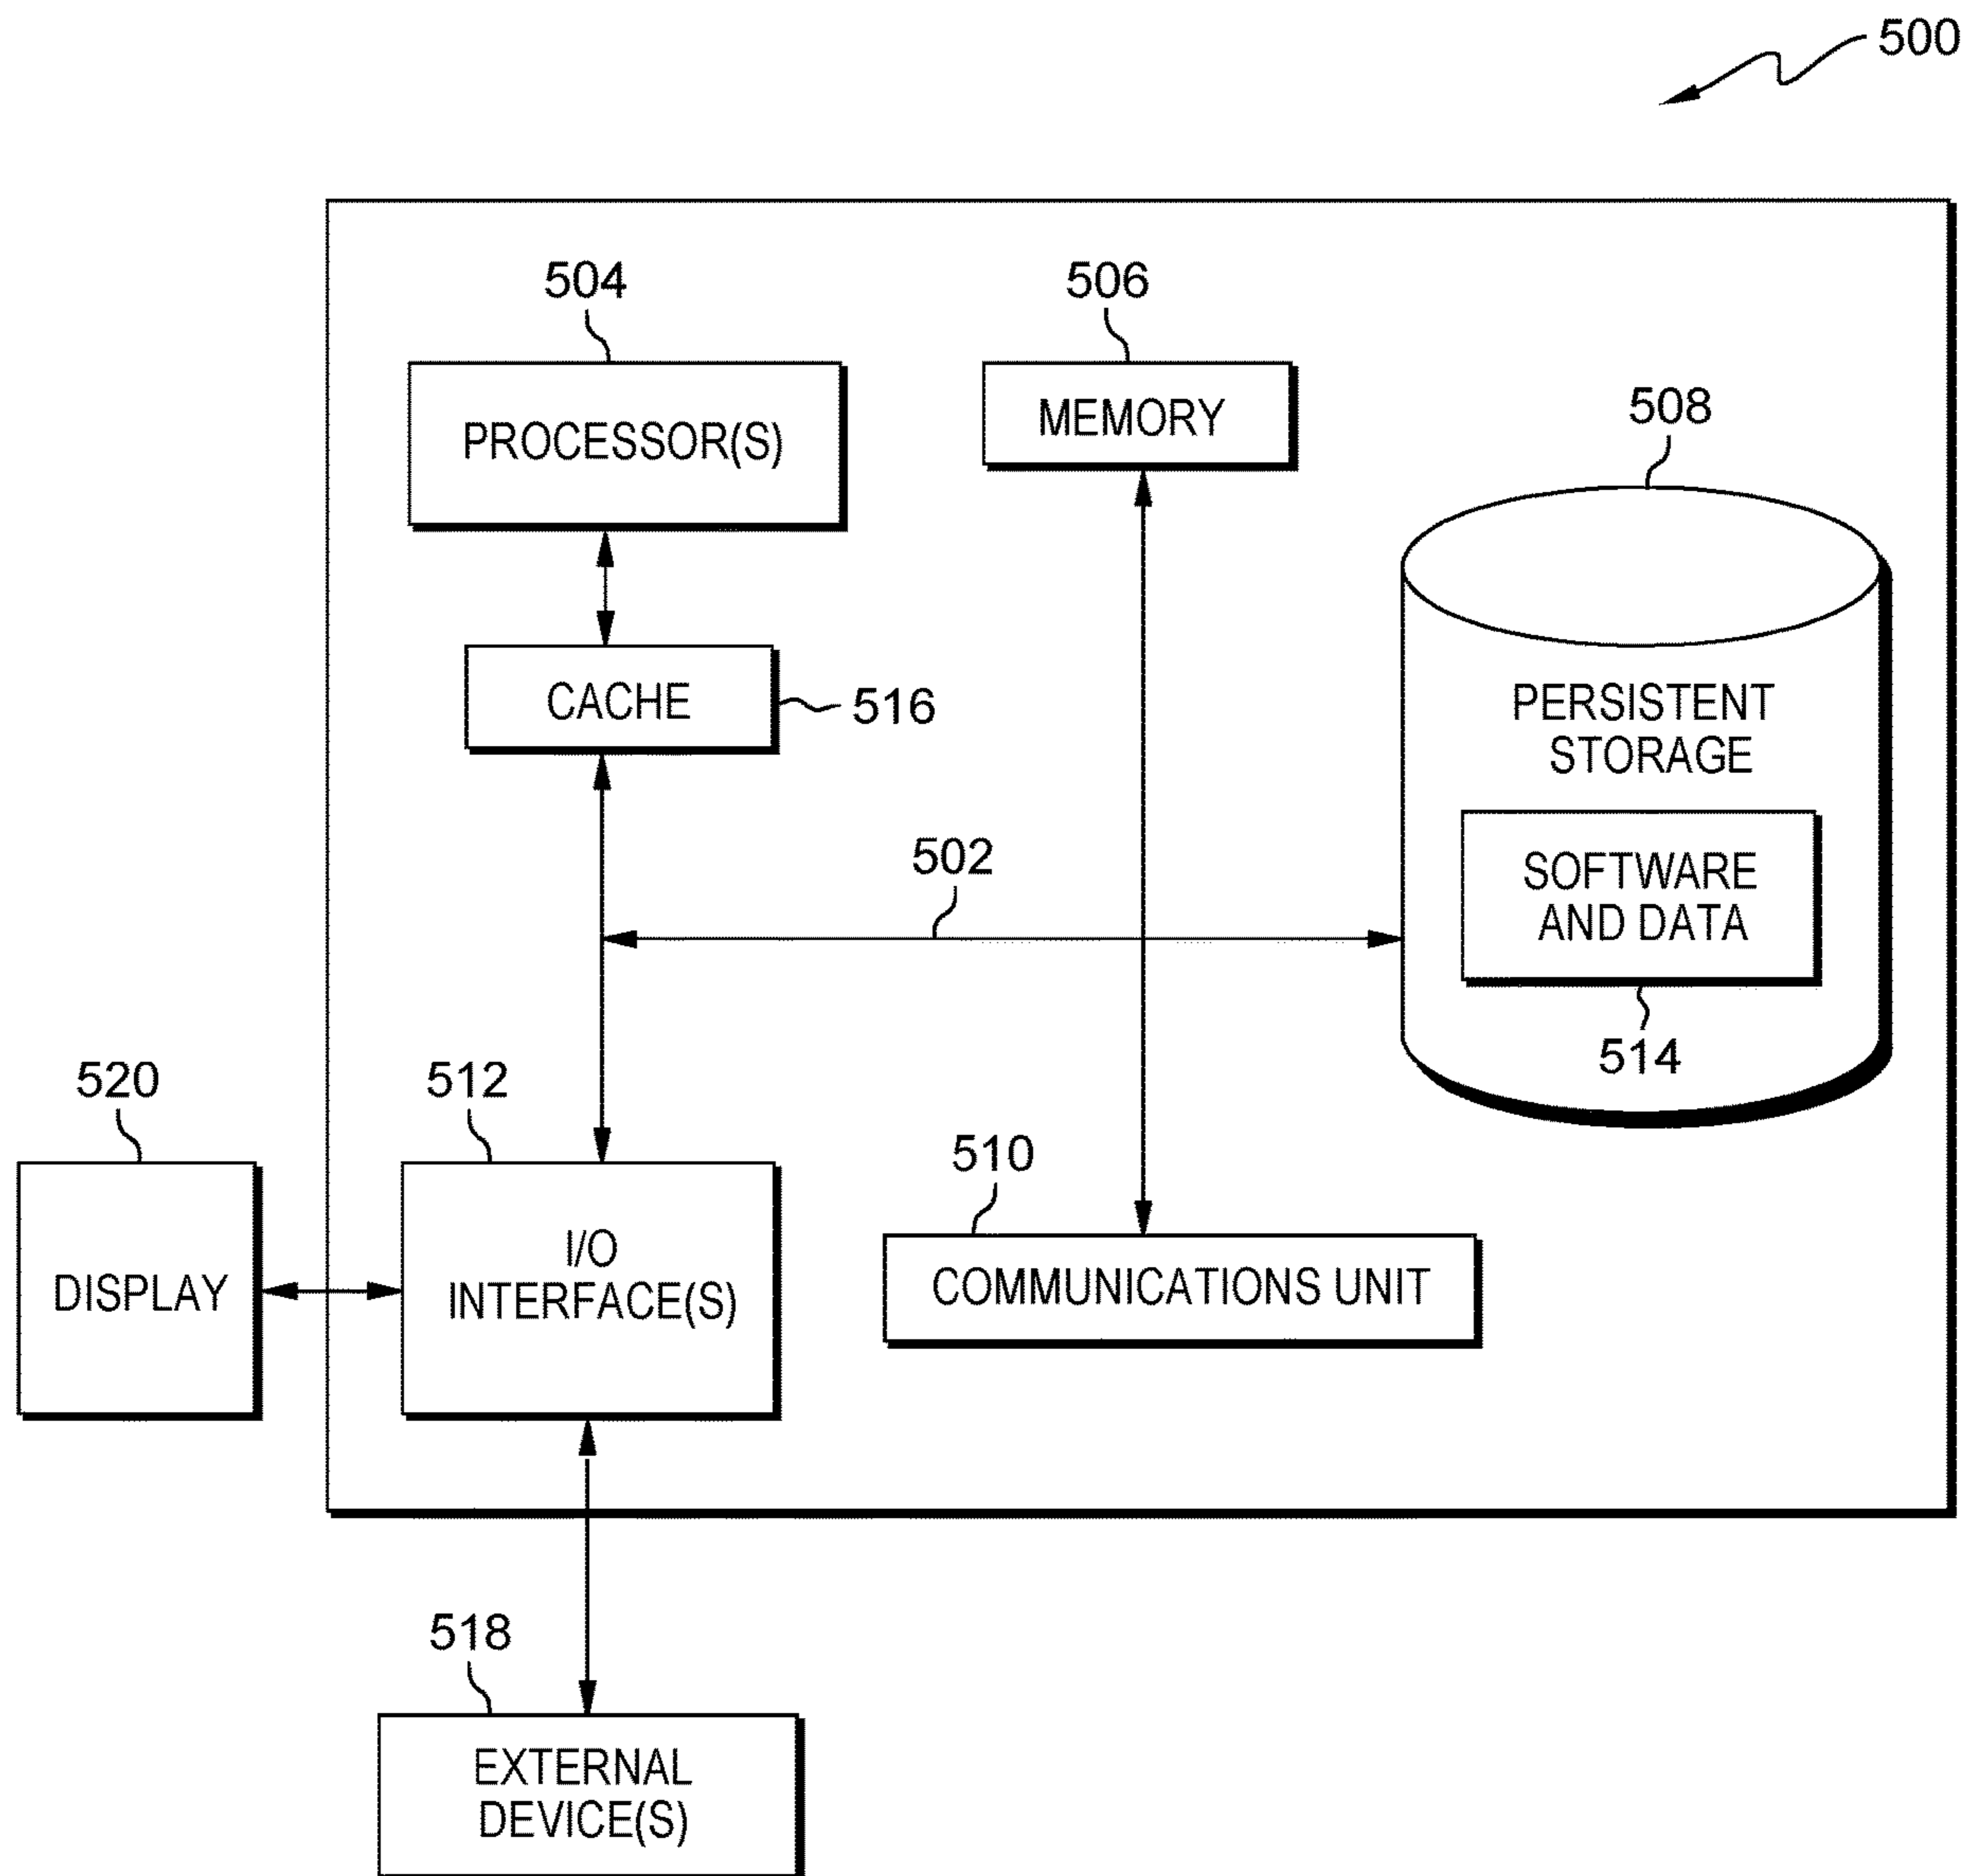 500
504
506
PROCESSOR(S)
MEMORY
508
CACHE
516
PERSISTENT
STORAGE
502
SOFTWARE
AND DATA
514
520
512
510
DISPLAY
I/O
INTERFACE(S)
COMMUNICATIONS UNIT
518
EXTERNAL
DEVICE(S)